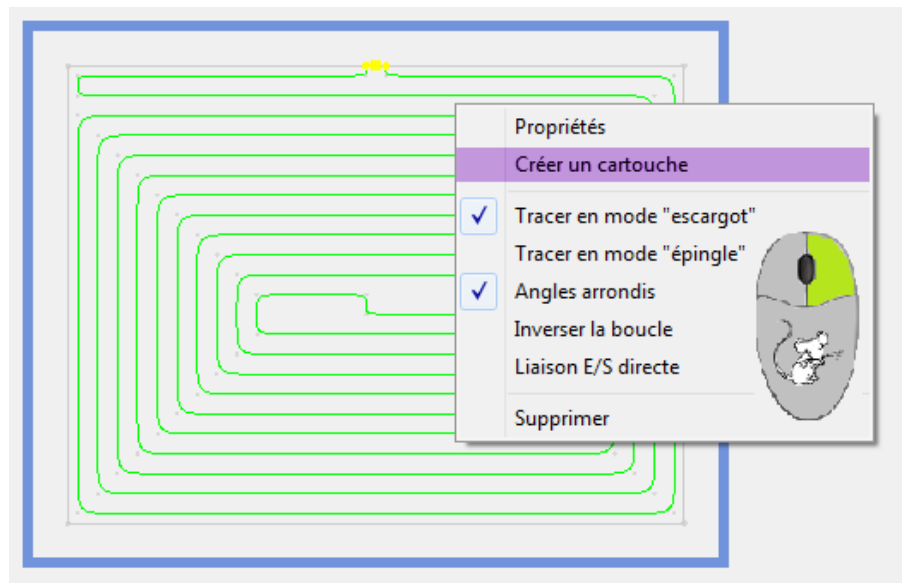 Propriétés
Créer un cartouche
Tracer en mode "escargot"
Tracer en mode "épingle"
Angles arrondis
Inverser la boucle
Liaison E/S directe
Supprimer